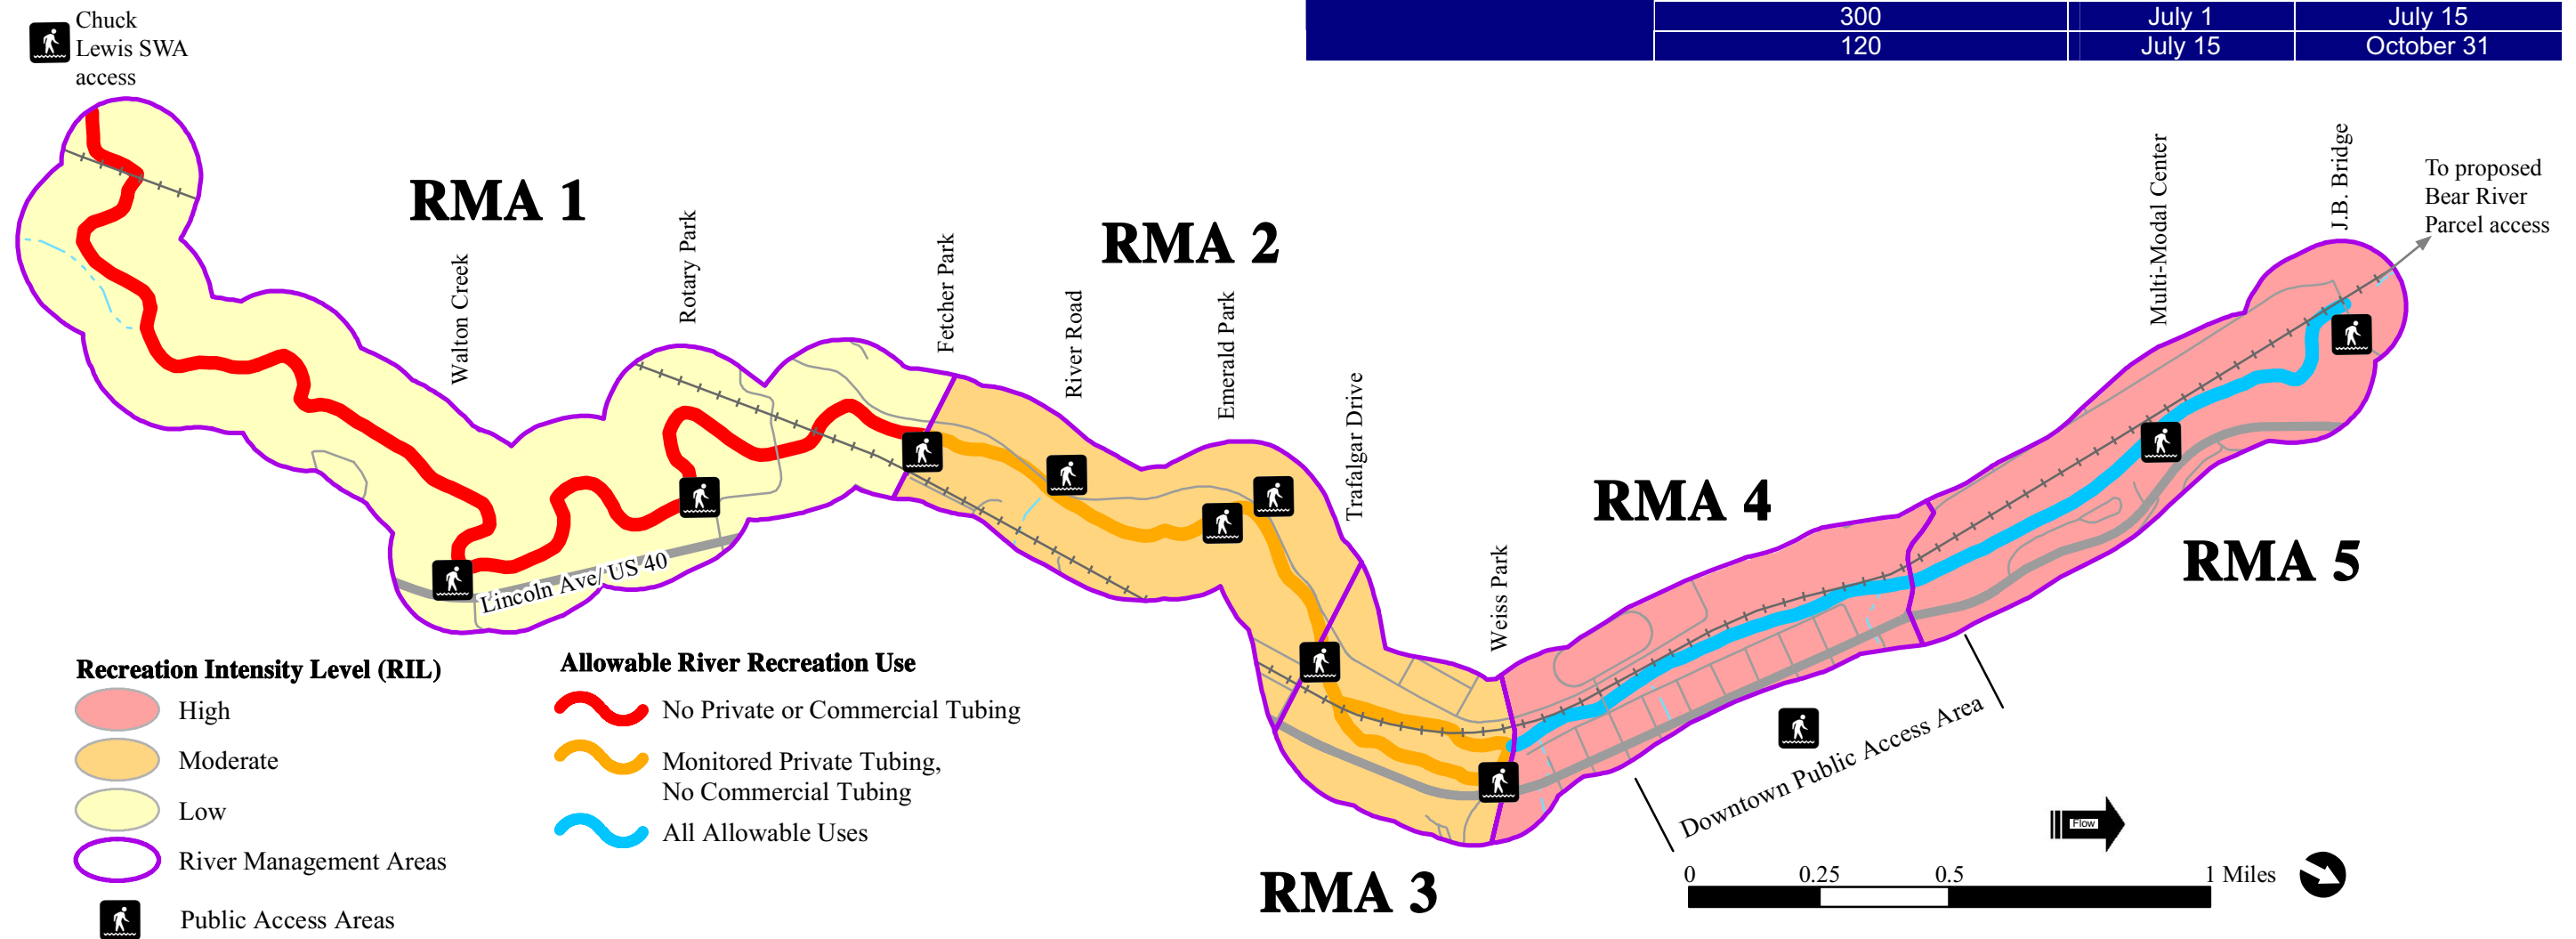 Chuck
Lewis SWA
access
300 July 1 July 15
120 July 15 October 31
RMA 1
Walton Creek
Rotary Park
Fetcher Park
RMA 2
River Road
Emerald Park
Trafalgar Drive
Weiss Park
RMA 4
Multi-Modal Center
J.B. Bridge
To proposed
Bear River
Parcel access
RMA 5
Lincoln Ave/ US 40
Downtown Public Access Area
RMA 3
Recreation Intensity Level (RIL)
High
Moderate
Low
River Management Areas
Public Access Areas
Allowable River Recreation Use
No Private or Commercial Tubing
Monitored Private Tubing,
No Commercial Tubing
All Allowable Uses
Flow
0 0.25 0.5 1 Miles